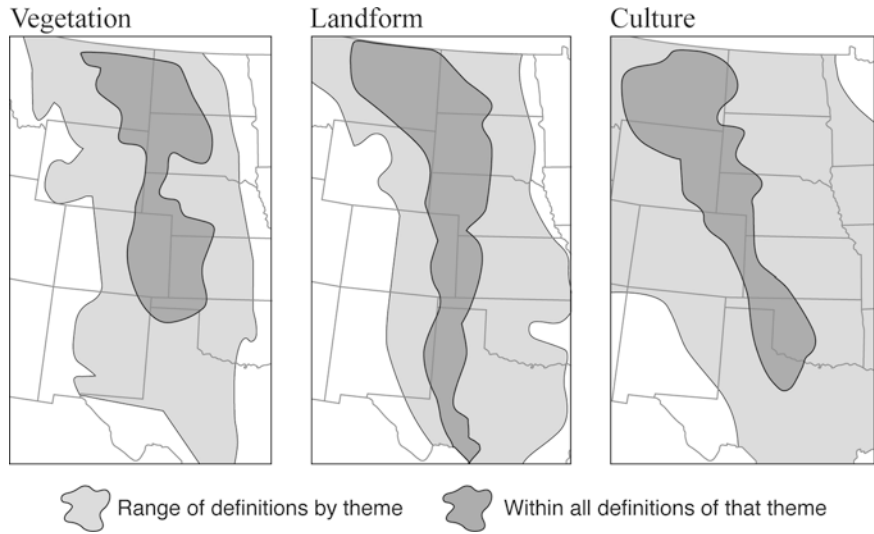 Vegetation
Landform
Culture
Range of definitions by theme
Within all definitions of that theme